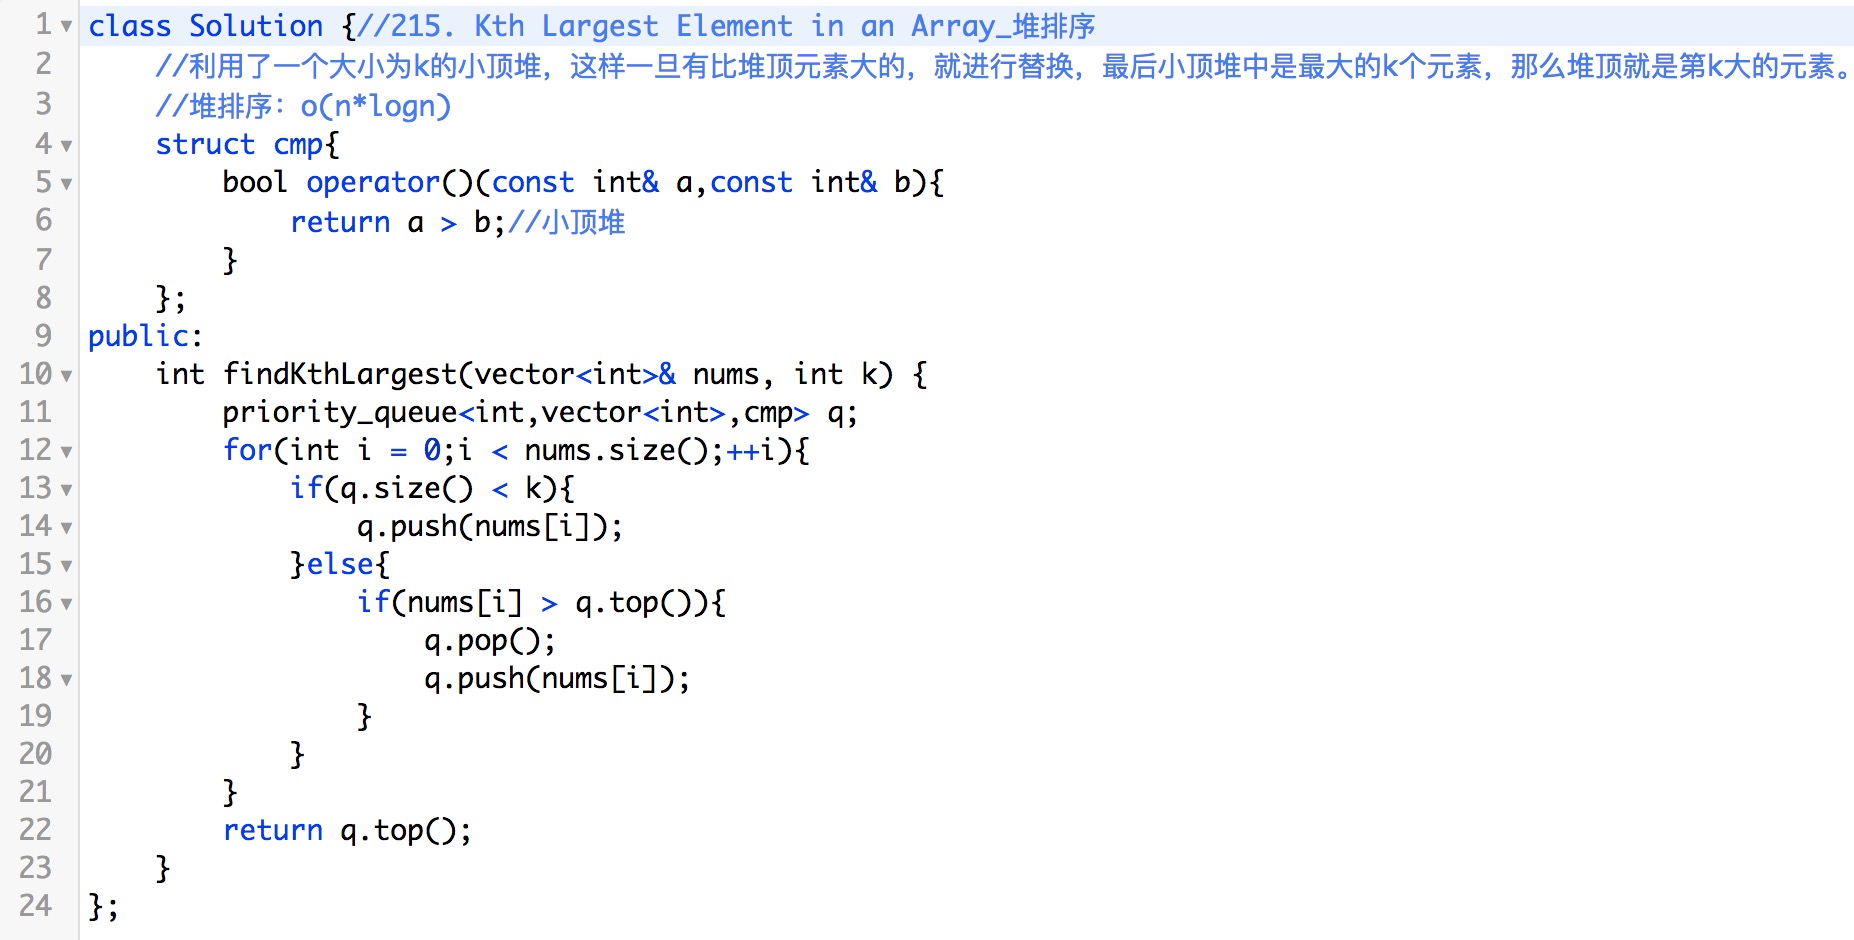 1 class Solution {//215. Kth Largest Element in an Array_堆排序
2 //利用了一个大小为k的小顶堆，这样一旦有比堆顶元素大的，就进行替换，最后小顶堆中是最大的k个元素，那么堆顶就是第k大的元素。
3 //堆排序：o(n*logn)
4 struct cmp{
5 bool operator()(const int& a,const int& b){
6 return a > b;//小顶堆
7 }
8 };
9 public:
10 int findKthLargest(vector<int>& nums, int k) {
11 priority_queue<int,vector<int>,cmp> q;
12 for(int i = 0;i < nums.size();++i){
13 if(q.size() < k){
14 q.push(nums[i]);
15 }else{
16 if(nums[i] > q.top()){
17 q.pop();
18 q.push(nums[i]);
19 }
20 }
21 }
22 return q.top();
23 }
24 };